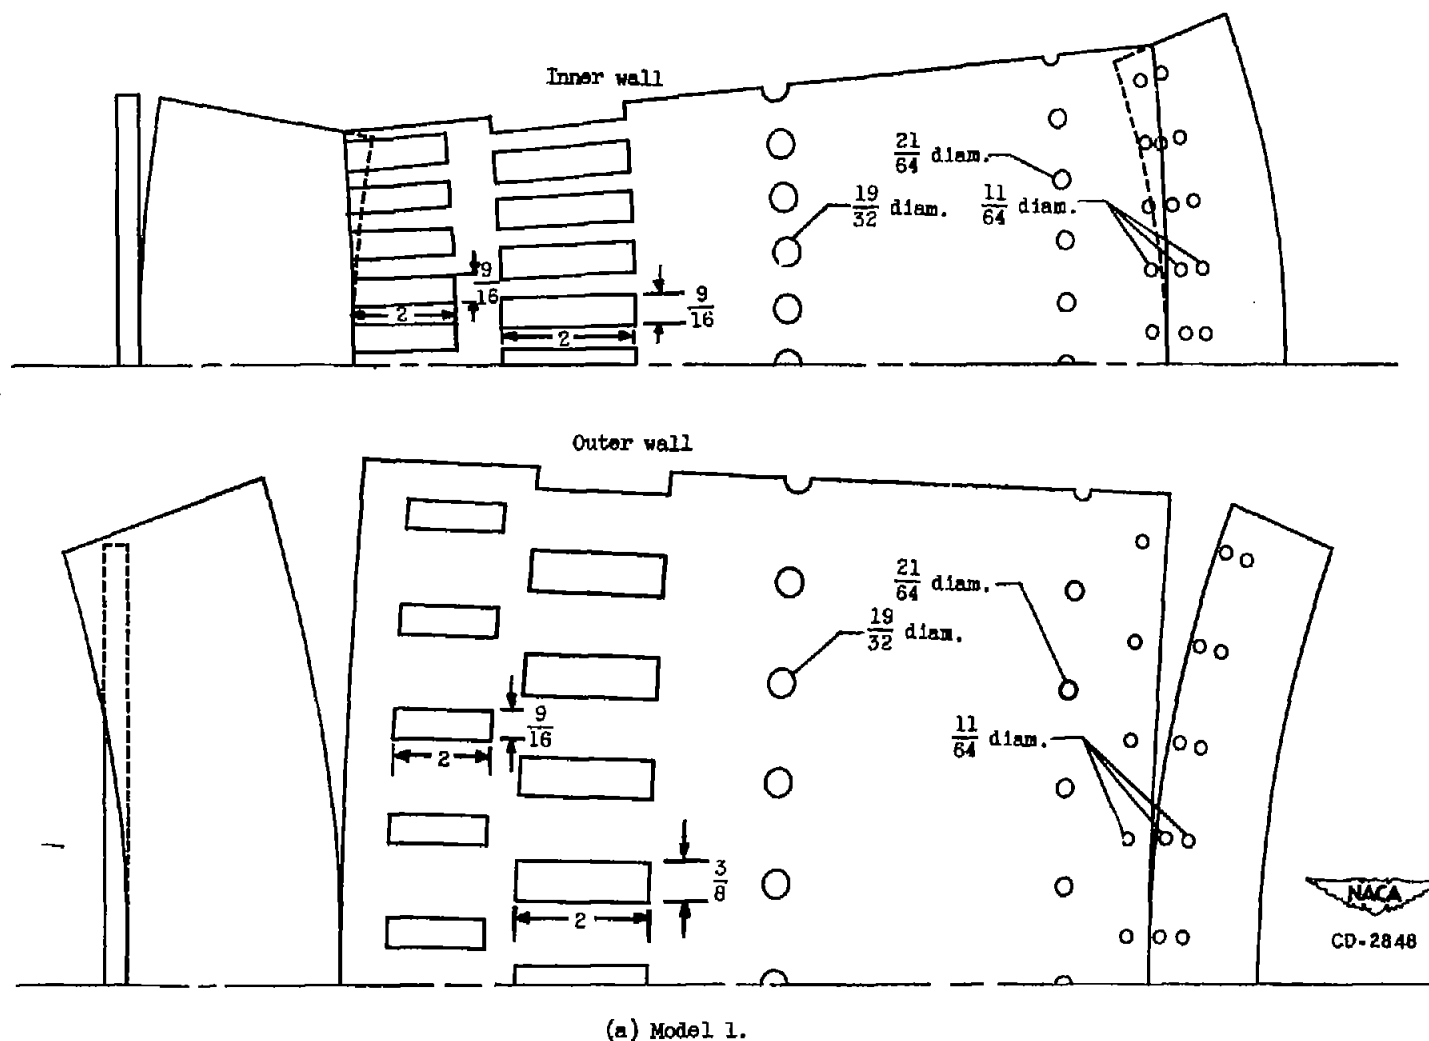 Inner wall
21/64 diam.
19/32 diam.
11/64 diam.
9/16
9/16
2
2
Outer wall
21/64 diam.
19/32 diam.
9/16
2
11/64 diam.
3/8
2
NACA
CD-2848
(a) Model 1.